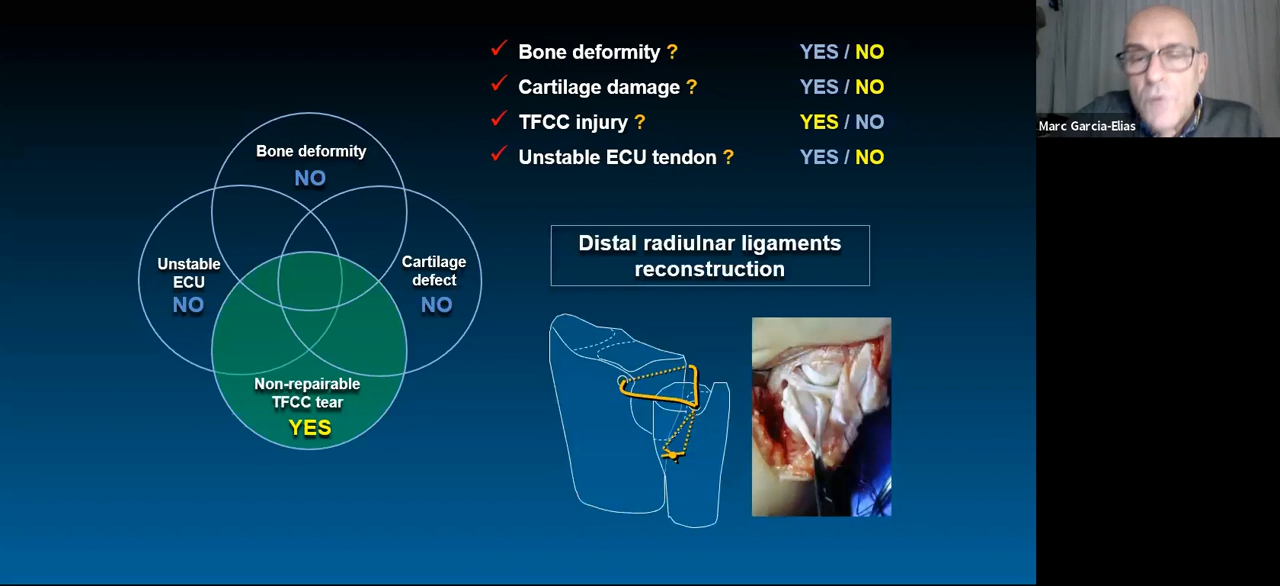 Bone deformity ? YES / NO
Cartilage damage ? YES / NO
TFCC injury ? YES / NO
Unstable ECU tendon ? YES / NO
Bone deformity
NO
Unstable
ECU
NO
Cartilage
defect
NO
Non-repairable
TFCC tear
YES
Distal radiulnar ligaments
reconstruction
Marc Garcia-Elias